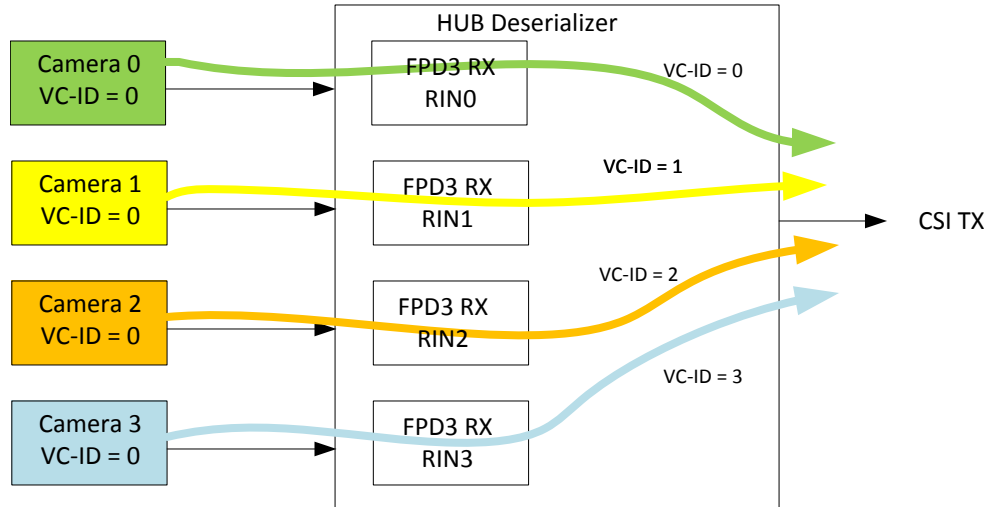 HUB Deserializer
Camera 0
VC-ID = 0
FPD3 RX
RIN0
VC-ID = 0
Camera 1
VC-ID = 0
FPD3 RX
RIN1
VC-ID = 1
CSI TX
Camera 2
VC-ID = 0
FPD3 RX
RIN2
VC-ID = 2
Camera 3
VC-ID = 0
FPD3 RX
RIN3
VC-ID = 3